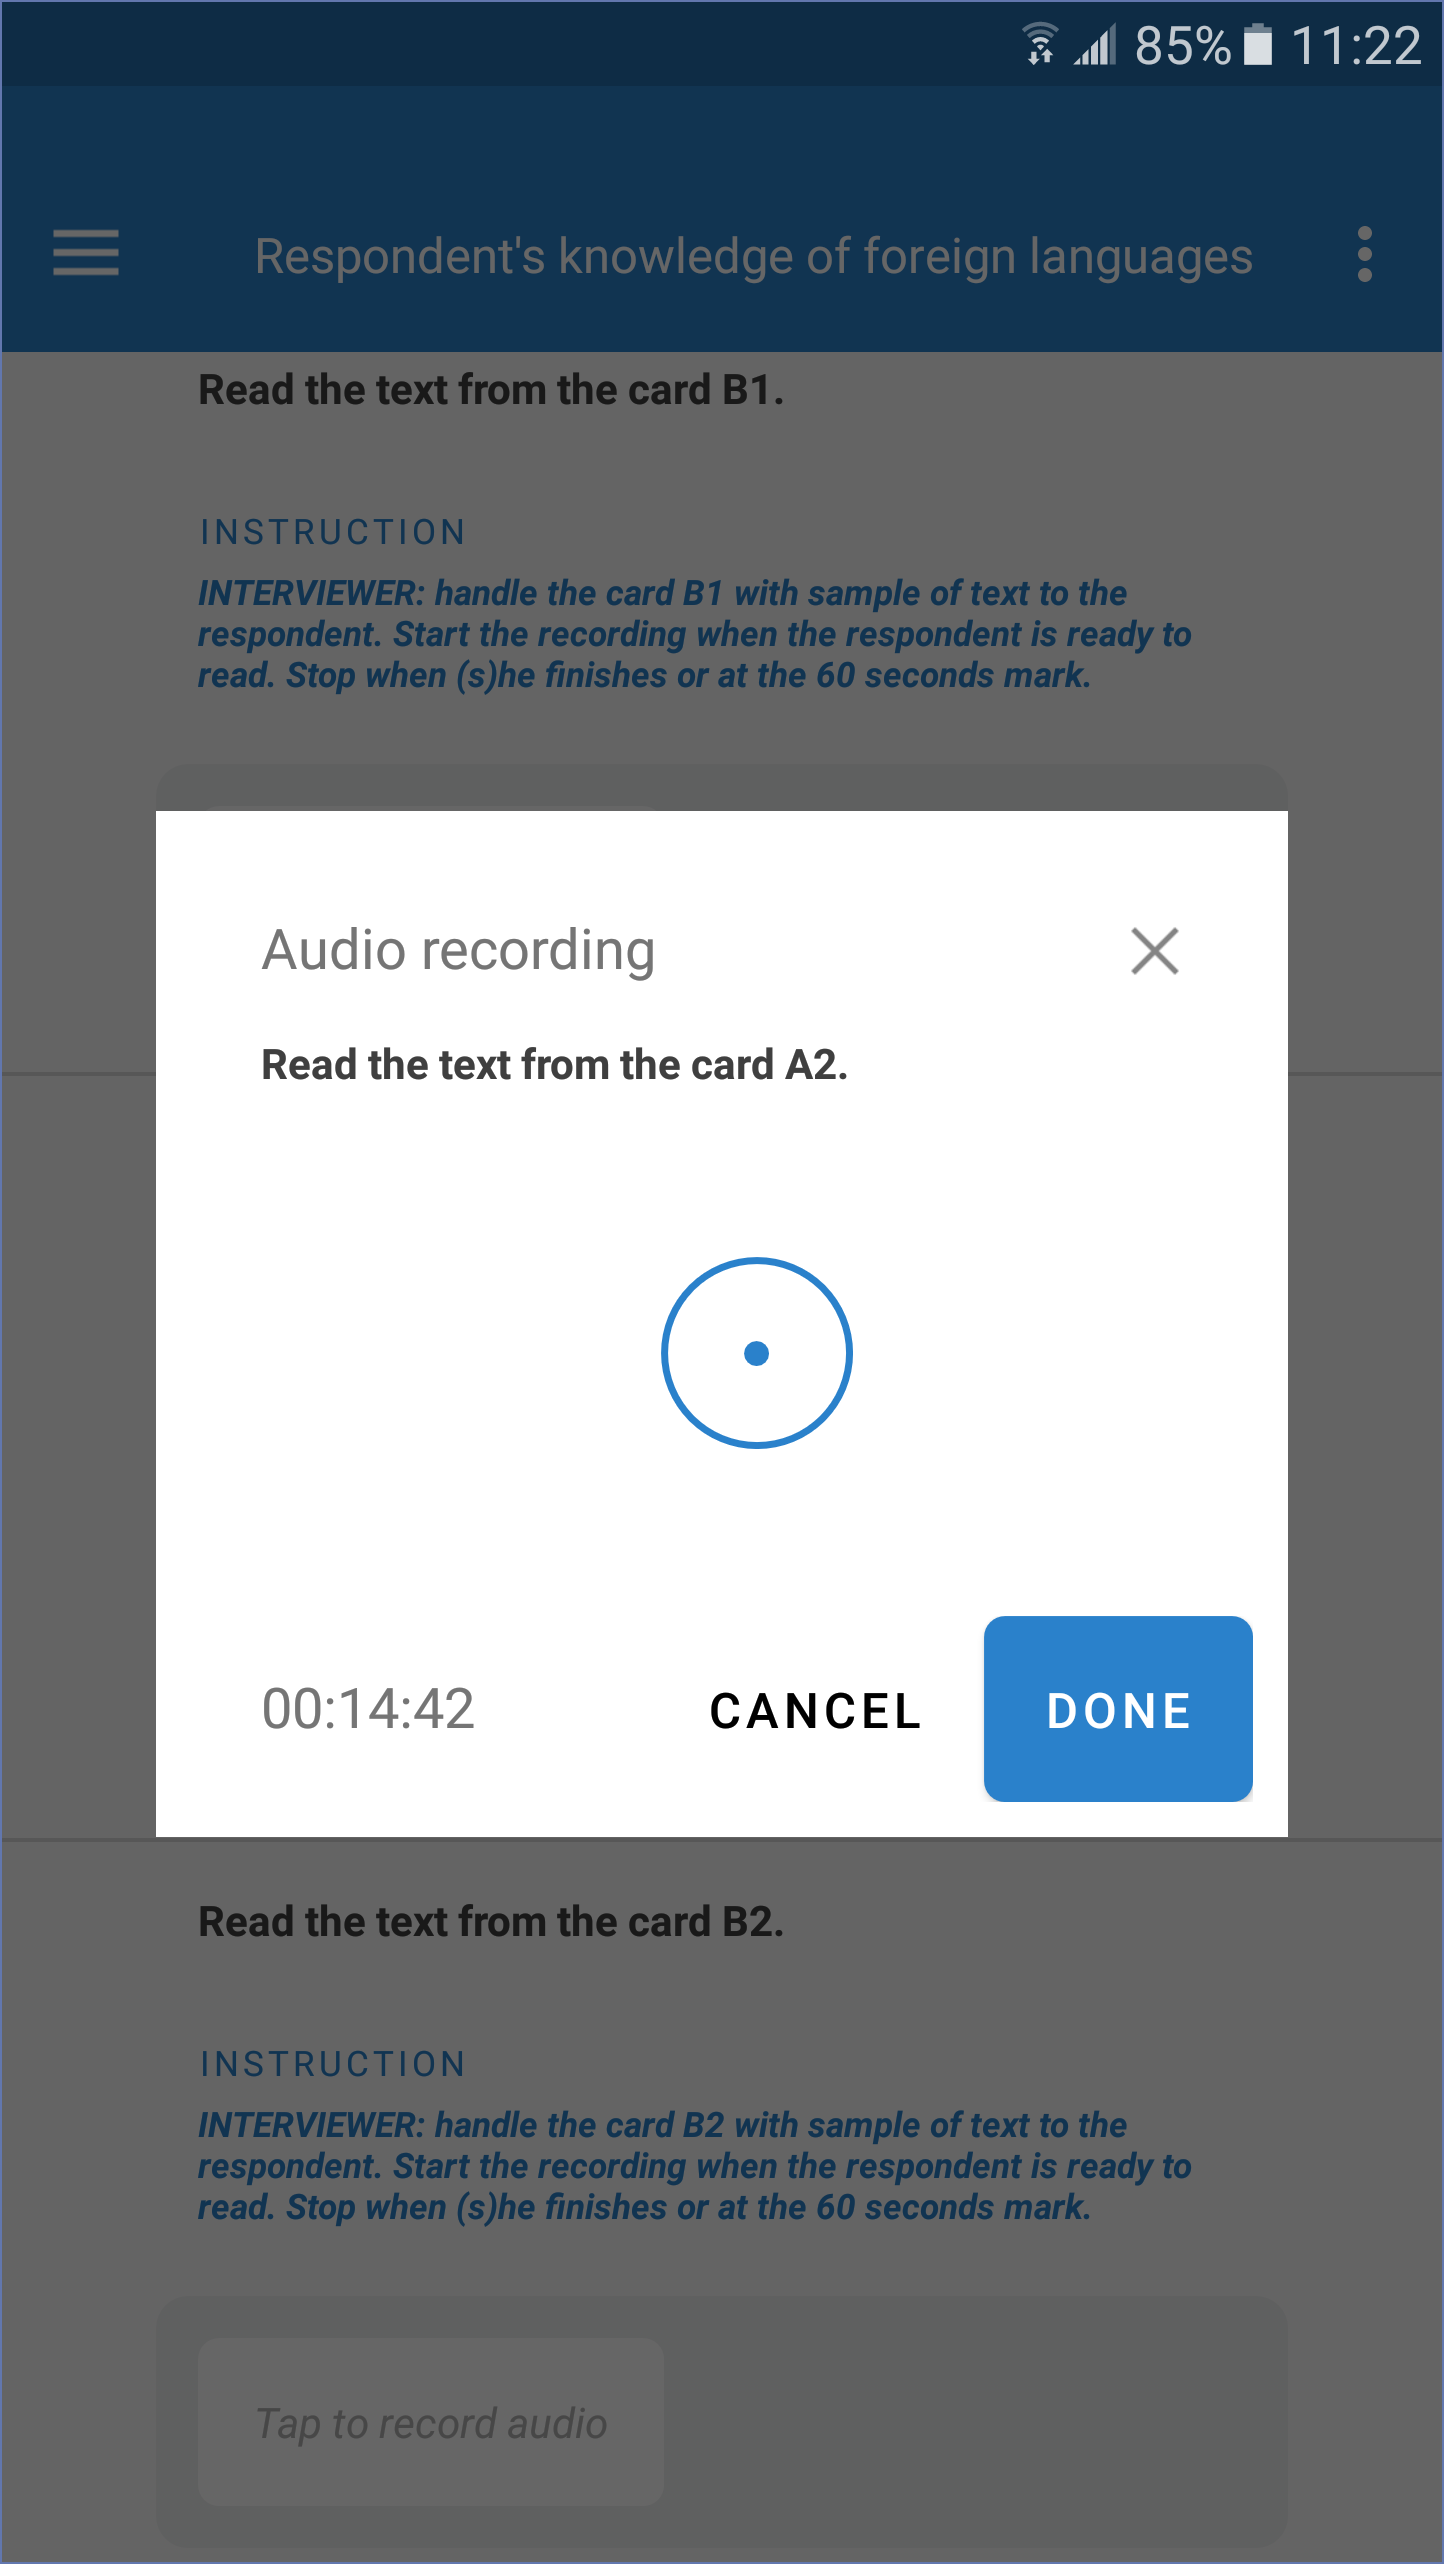 85% 11:22
Respondent's knowledge of foreign languages
Read the text from the card B1.
INSTRUCTION
INTERVIEWER: handle the card B1 with sample of text to the
respondent. Start the recording when the respondent is ready to
read. Stop when (s)he finishes or at the 60 seconds mark.
Audio recording
Read the text from the card A2.
00:14:42 CANCEL DONE
Read the text from the card B2.
INSTRUCTION
INTERVIEWER: handle the card B2 with sample of text to the
respondent. Start the recording when the respondent is ready to
read. Stop when (s)he finishes or at the 60 seconds mark.
Tap to record audio